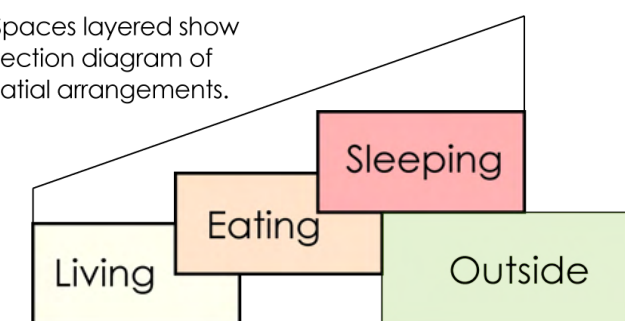 Spaces layered show
ection diagram of
atial arrangements.
Sleeping
Eating
Living
Outside